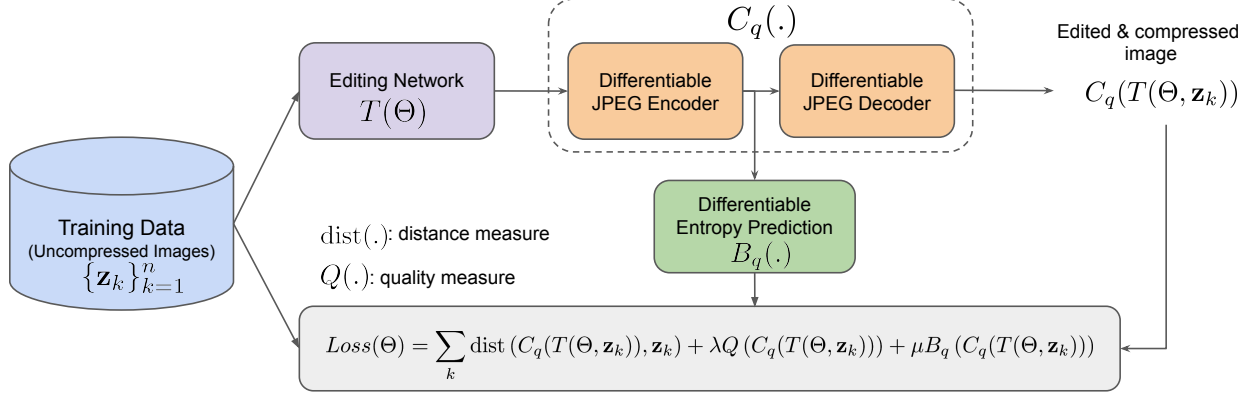 C_q(.)
Edited & compressed
image
C_q(T(Θ, z_k))
Editing Network
T(Θ)
Differentiable
JPEG Encoder
Differentiable
JPEG Decoder
Training Data
(Uncompressed Images)
{z_k}_{k=1}^n
Differentiable
Entropy Prediction
B_q(.)
dist(.): distance measure
Q(.): quality measure
Loss(Θ) = ∑_k dist (C_q(T(Θ, z_k)), z_k) + λQ (C_q(T(Θ, z_k))) + μB_q (C_q(T(Θ, z_k)))